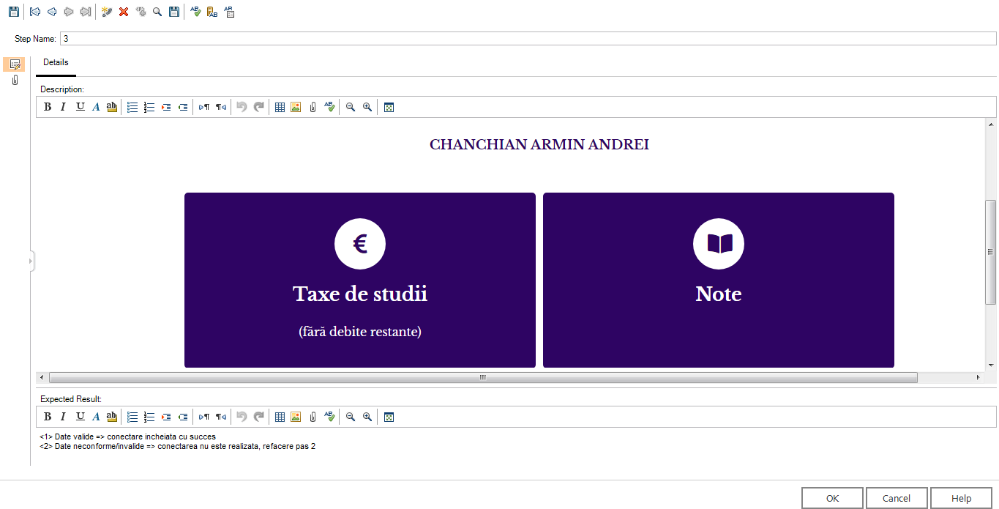 Step Name: 3
Details
Description:
CHANCHIAN ARMIN ANDREI
Taxe de studii
(fără debite restante)
Note
Expected Result:
<1> Date valide => conectare incheiata cu succes
<2> Date neconforme/invalide => conectarea nu este realizata, refacere pas 2
OK Cancel Help